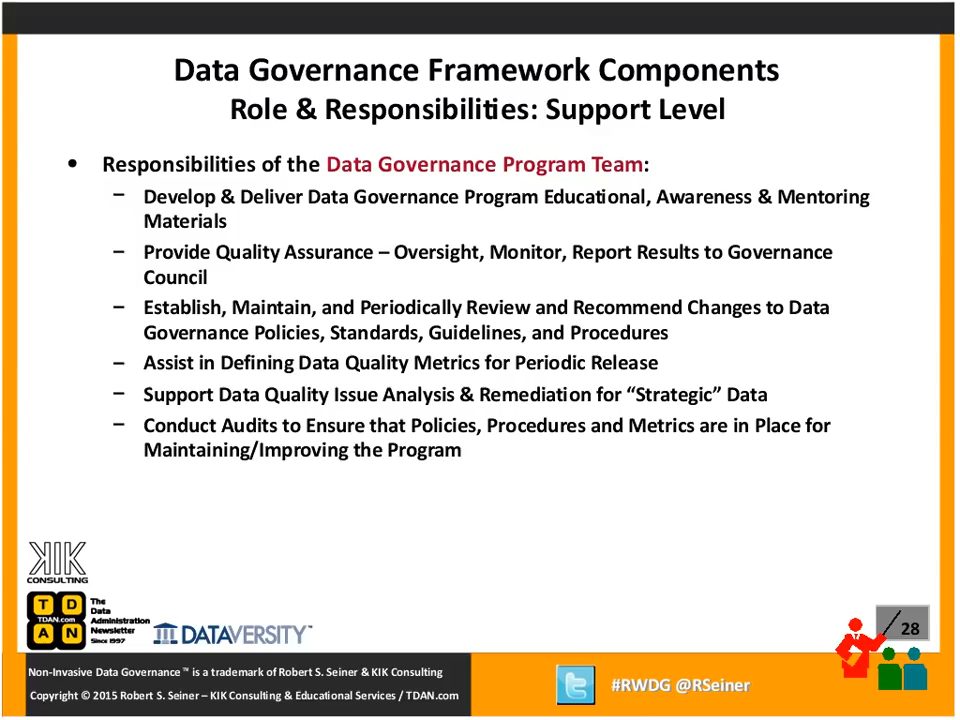 Data Governance Framework Components
Role & Responsibilities: Support Level
• Responsibilities of the Data Governance Program Team:
– Develop & Deliver Data Governance Program Educational, Awareness & Mentoring
Materials
– Provide Quality Assurance – Oversight, Monitor, Report Results to Governance
Council
– Establish, Maintain, and Periodically Review and Recommend Changes to Data
Governance Policies, Standards, Guidelines, and Procedures
– Assist in Defining Data Quality Metrics for Periodic Release
– Support Data Quality Issue Analysis & Remediation for “Strategic” Data
– Conduct Audits to Ensure that Policies, Procedures and Metrics are in Place for
Maintaining/Improving the Program
KIK
CONSULTING
T D
TDAN.com
A N
The
Data
Administration
Newsletter
Since 1997
DATAVERSITY™
28
Non-Invasive Data Governance™ is a trademark of Robert S. Seiner & KIK Consulting
Copyright © 2015 Robert S. Seiner – KIK Consulting & Educational Services / TDAN.com
#RWDG @RSeiner